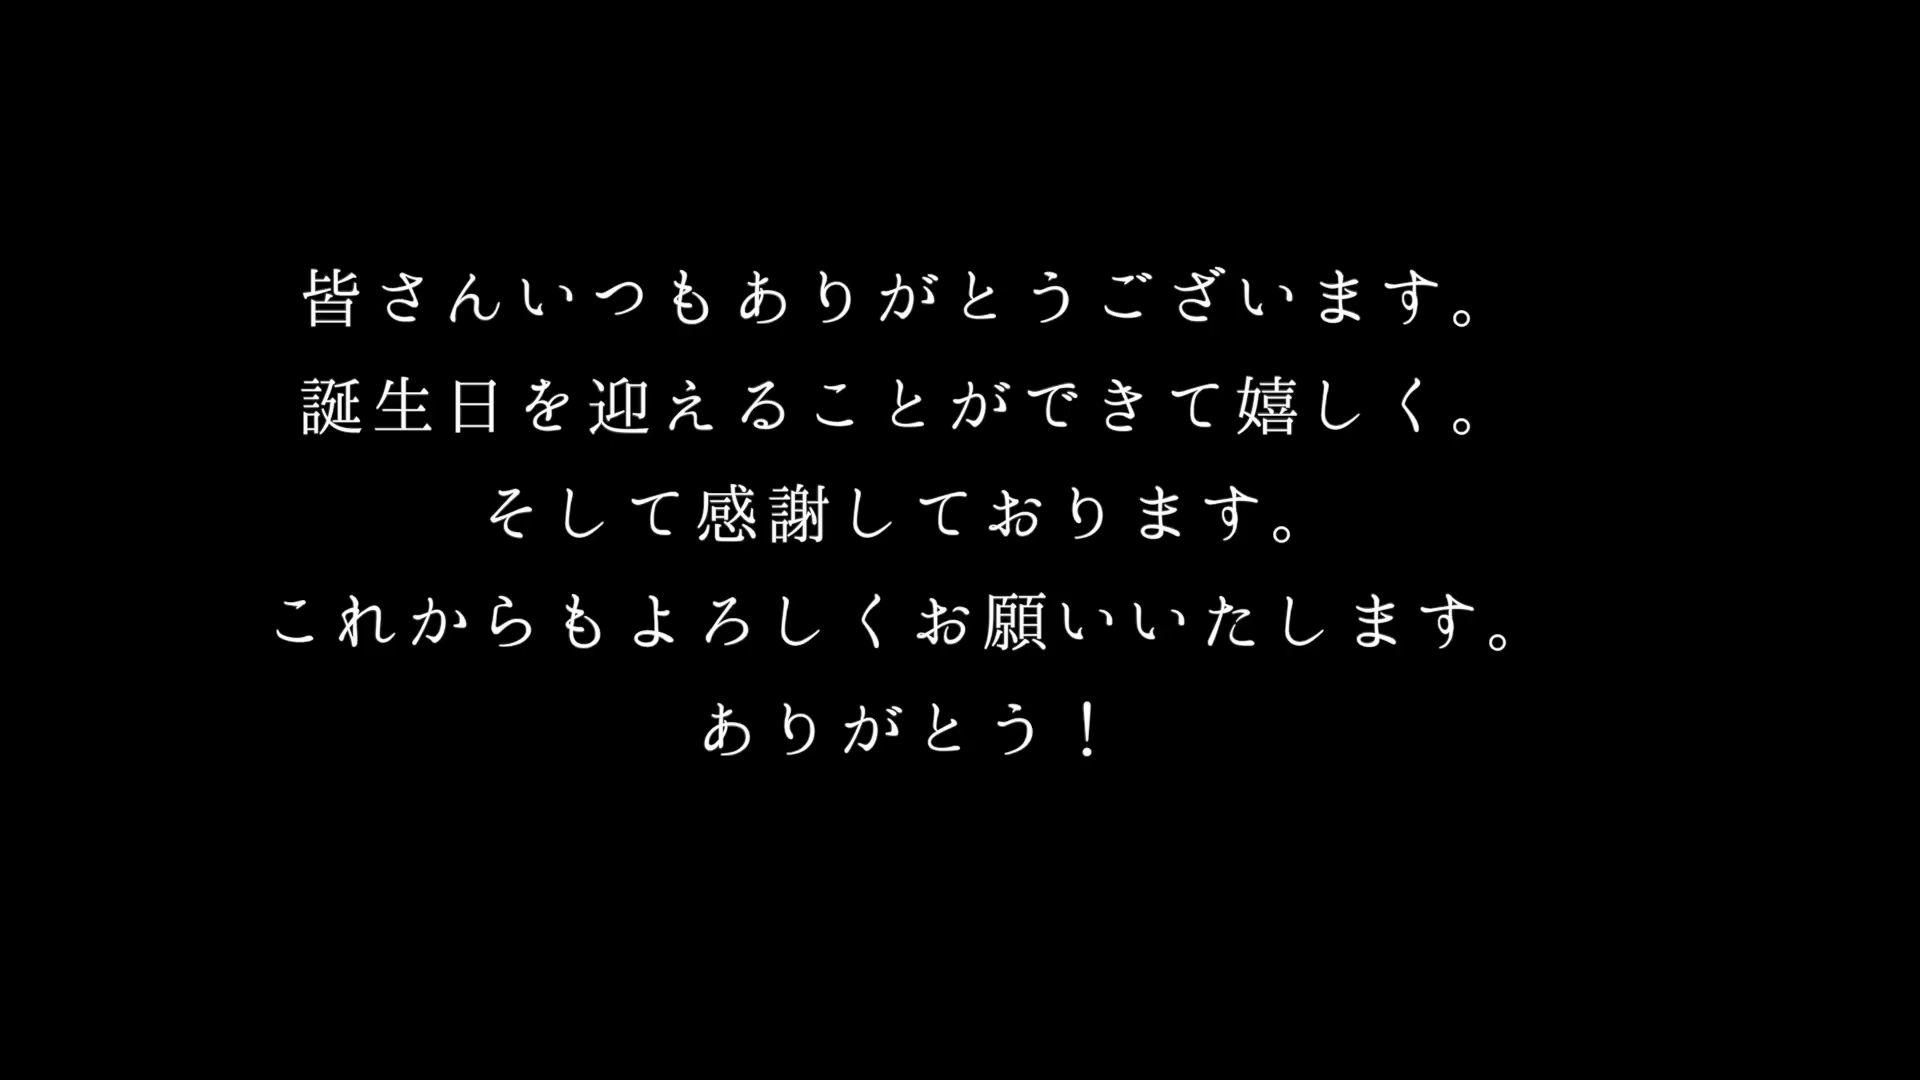 皆さんいつもありがとうございます。
誕生日を迎えることができて嬉しく。
そして感謝しております。
これからもよろしくお願いいたします。
ありがとう！